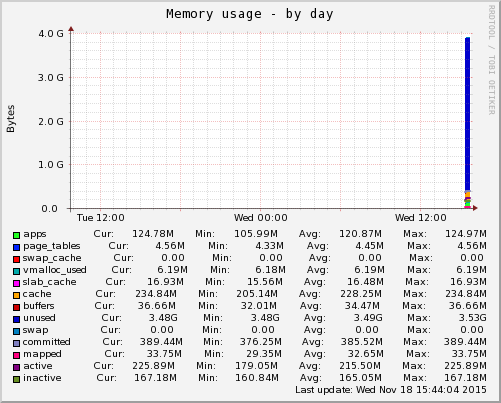 Memory usage - by day
RRDTOOL / TOBI OETIKER
Bytes
4.0 G
3.0 G
2.0 G
1.0 G
0.0
Tue 12:00 Wed 00:00 Wed 12:00
apps Cur: 124.78M Min: 105.99M Avg: 120.87M Max: 124.97M
page_tables Cur: 4.56M Min: 4.33M Avg: 4.45M Max: 4.56M
swap_cache Cur: 0.00 Min: 0.00 Avg: 0.00 Max: 0.00
vmalloc_used Cur: 6.19M Min: 6.18M Avg: 6.19M Max: 6.19M
slab_cache Cur: 16.93M Min: 15.56M Avg: 16.48M Max: 16.93M
cache Cur: 234.84M Min: 205.14M Avg: 228.25M Max: 234.84M
buffers Cur: 36.66M Min: 32.01M Avg: 34.47M Max: 36.66M
unused Cur: 3.48G Min: 3.48G Avg: 3.49G Max: 3.53G
swap Cur: 0.00 Min: 0.00 Avg: 0.00 Max: 0.00
committed Cur: 389.44M Min: 376.25M Avg: 385.52M Max: 389.44M
mapped Cur: 33.75M Min: 29.35M Avg: 32.65M Max: 33.75M
active Cur: 225.89M Min: 179.05M Avg: 215.50M Max: 225.89M
inactive Cur: 167.18M Min: 160.84M Avg: 165.05M Max: 167.18M
Last update: Wed Nov 18 15:44:04 2015